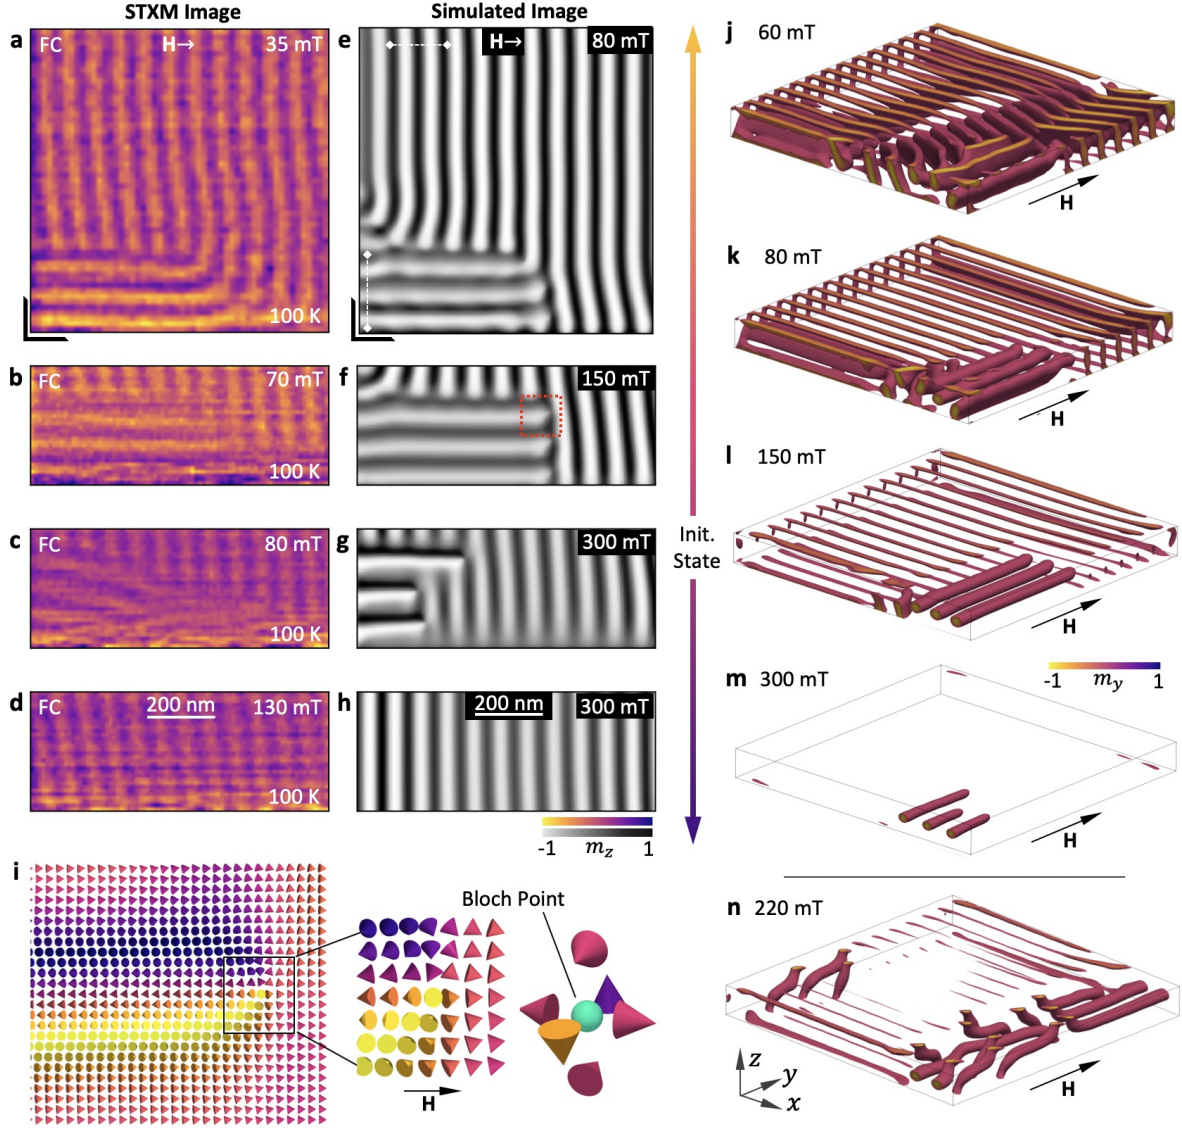 STXM Image
Simulated Image
a FC H→ 35 mT
100 K
e H→ 80 mT
b FC 70 mT
100 K
f 150 mT
c FC 80 mT
100 K
g 300 mT
d FC 200 nm 130 mT
100 K
h 200 nm 300 mT
-1 m_z 1
Init.
State
i
Bloch Point
H
j 60 mT
H
k 80 mT
H
l 150 mT
H
m 300 mT
-1 m_y 1
H
n 220 mT
H
z
y
x